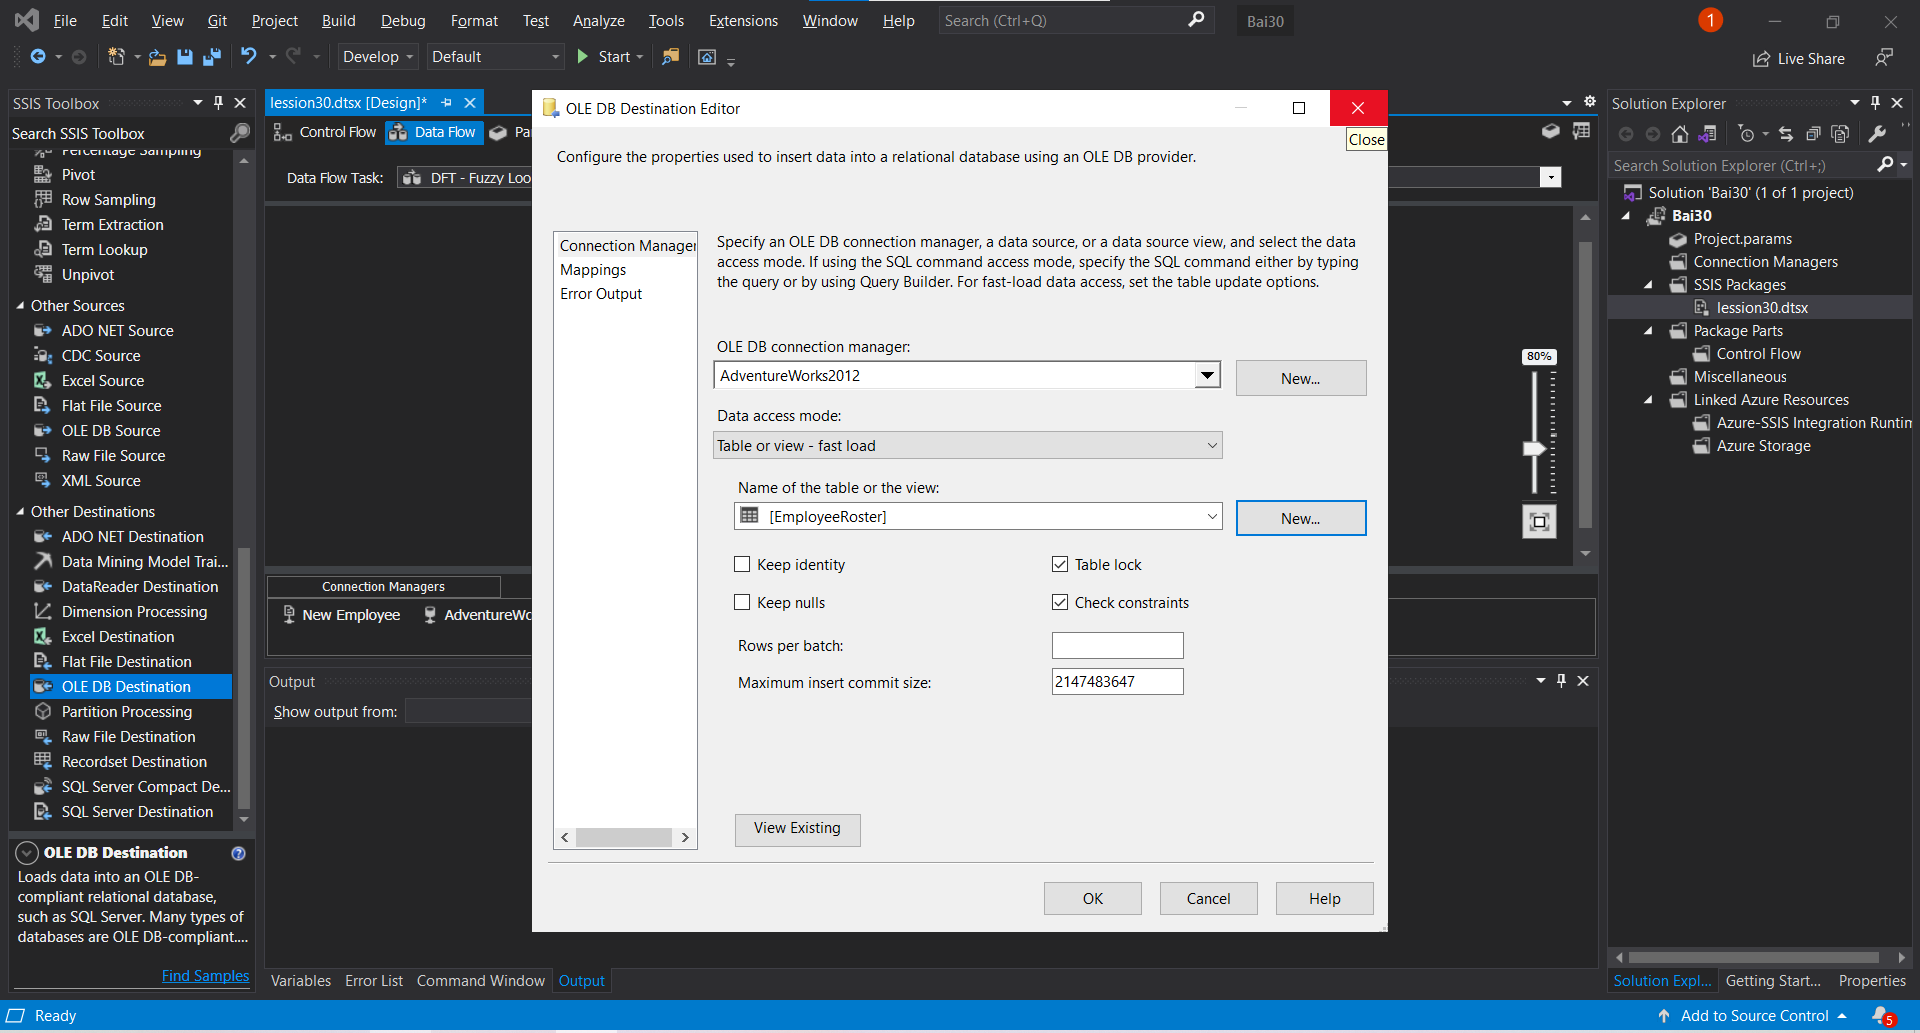 File Edit View Git Project Build Debug Format Test Analyze Tools Extensions Window Help Search (Ctrl+Q) Bai30 1
Develop Default Start Live Share
SSIS Toolbox
Search SSIS Toolbox
Percentage Sampling
Pivot
Row Sampling
Term Extraction
Term Lookup
Unpivot
Other Sources
ADO NET Source
CDC Source
Excel Source
Flat File Source
OLE DB Source
Raw File Source
XML Source
Other Destinations
ADO NET Destination
Data Mining Model Trai...
DataReader Destination
Dimension Processing
Excel Destination
Flat File Destination
OLE DB Destination
Partition Processing
Raw File Destination
Recordset Destination
SQL Server Compact De...
SQL Server Destination
OLE DB Destination
Loads data into an OLE DB-
compliant relational database,
such as SQL Server. Many types of
databases are OLE DB-compliant....
Find Samples
lession30.dtsx [Design]*
Control Flow Data Flow Pa
Data Flow Task: DFT - Fuzzy Loo
Connection Managers
New Employee AdventureWo
80%
Output
Show output from:
Variables Error List Command Window Output
OLE DB Destination Editor
Close
Configure the properties used to insert data into a relational database using an OLE DB provider.
Connection Manager
Mappings
Error Output
Specify an OLE DB connection manager, a data source, or a data source view, and select the data
access mode. If using the SQL command access mode, specify the SQL command either by typing
the query or by using Query Builder. For fast-load data access, set the table update options.
OLE DB connection manager:
AdventureWorks2012 New...
Data access mode:
Table or view - fast load
Name of the table or the view:
[EmployeeRoster] New...
Keep identity Table lock
Keep nulls Check constraints
Rows per batch:
Maximum insert commit size: 2147483647
View Existing
OK Cancel Help
Solution Explorer
Search Solution Explorer (Ctrl+;)
Solution 'Bai30' (1 of 1 project)
Bai30
Project.params
Connection Managers
SSIS Packages
lession30.dtsx
Package Parts
Control Flow
Miscellaneous
Linked Azure Resources
Azure-SSIS Integration Runtim
Azure Storage
Solution Expl... Getting Start... Properties
Ready Add to Source Control 5